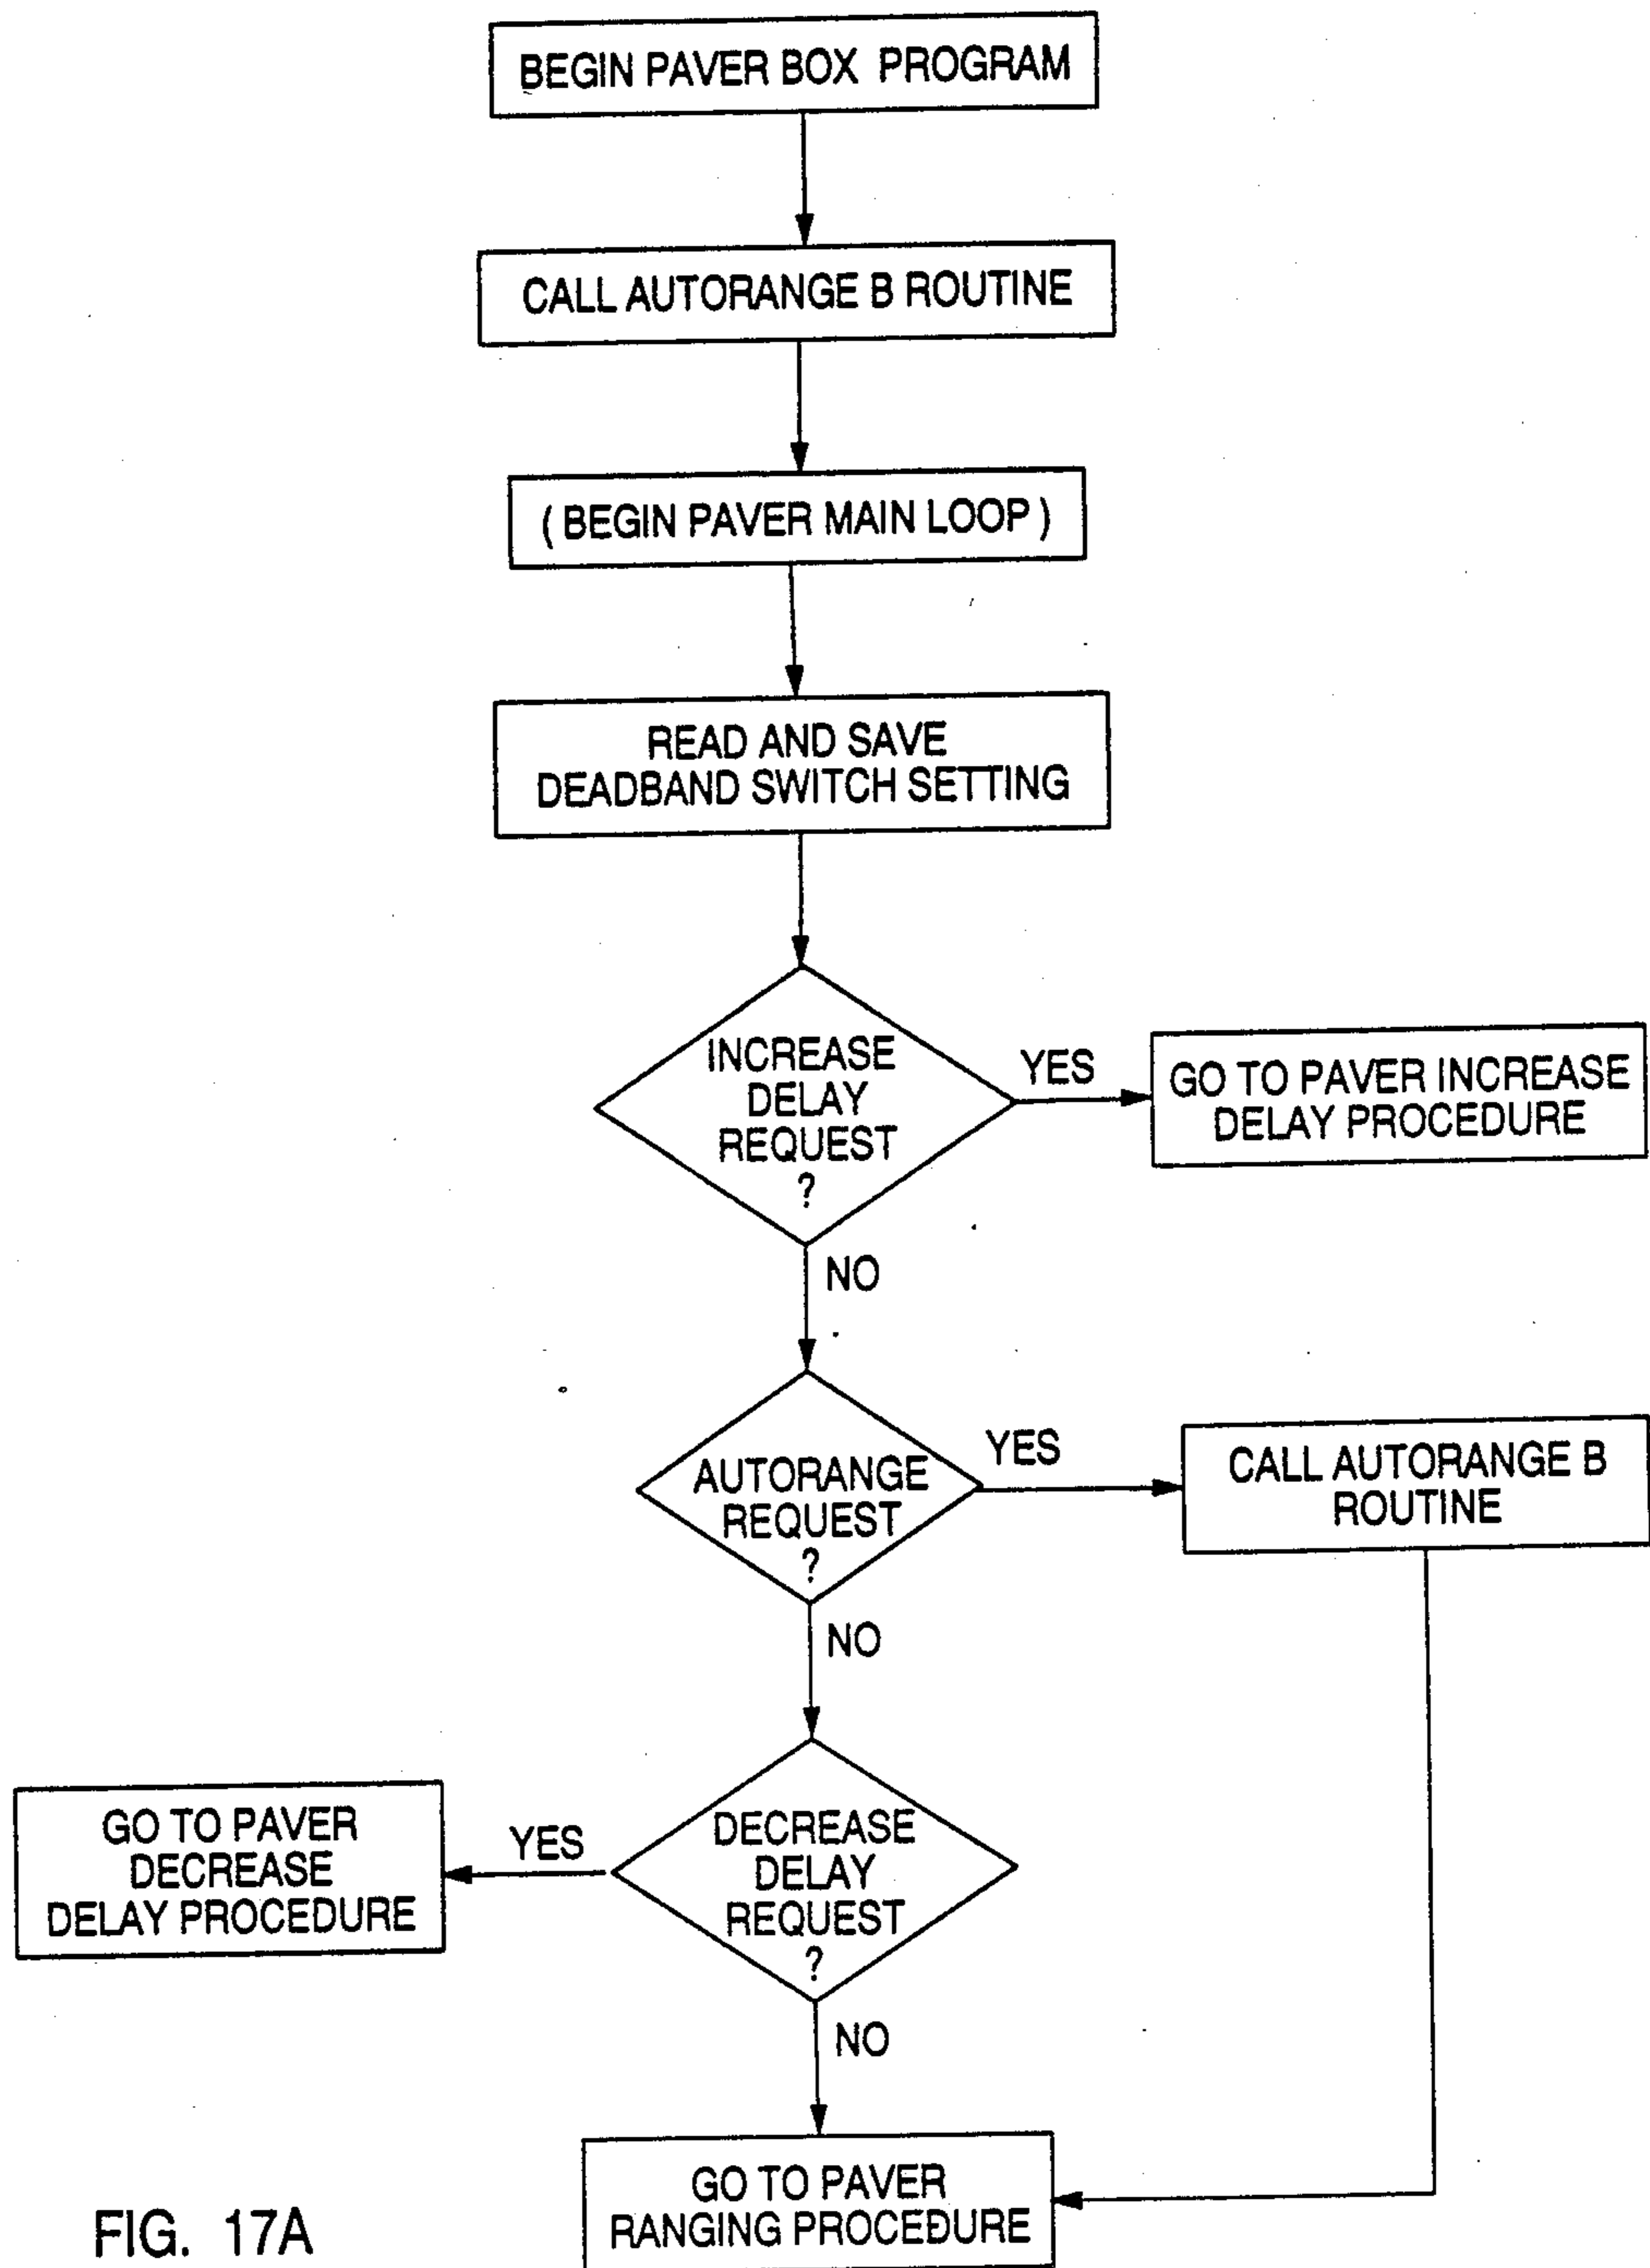 BEGIN PAVER BOX PROGRAM
CALL AUTORANGE B ROUTINE
( BEGIN PAVER MAIN LOOP )
READ AND SAVE
DEADBAND SWITCH SETTING
INCREASE
DELAY
REQUEST
?
YES
GO TO PAVER INCREASE
DELAY PROCEDURE
NO
AUTORANGE
REQUEST
?
YES
CALL AUTORANGE B
ROUTINE
NO
DECREASE
DELAY
REQUEST
?
YES
GO TO PAVER
DECREASE
DELAY PROCEDURE
NO
GO TO PAVER
RANGING PROCEDURE
FIG. 17A